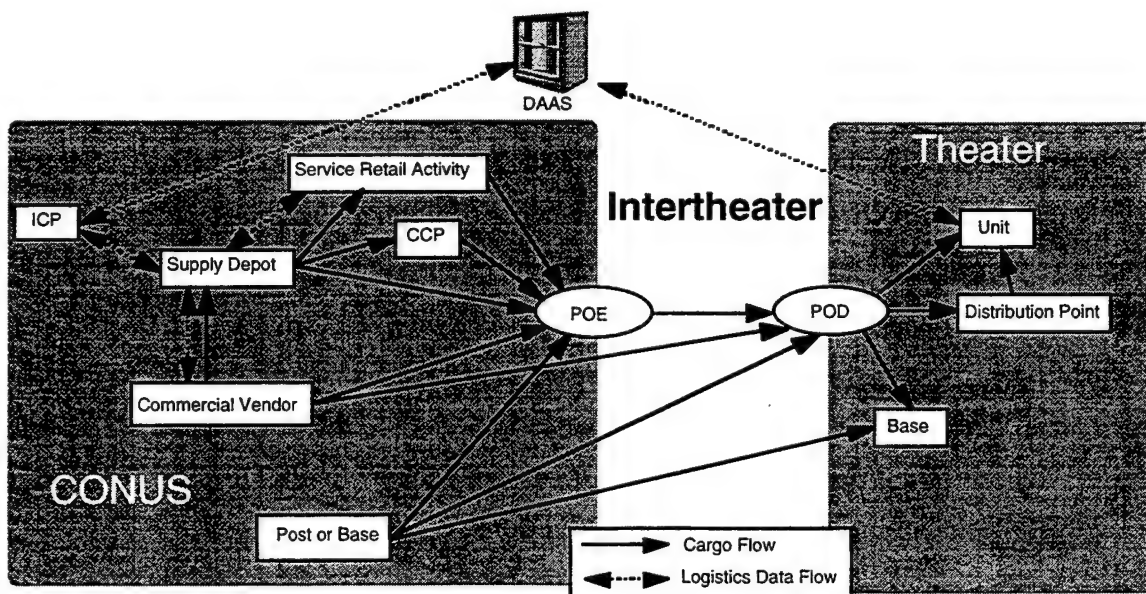 DAAS
Theater
Service Retail Activity
Intertheater
ICP
CCP
Unit
Supply Depot
POE
POD
Distribution Point
Commercial Vendor
Base
CONUS
Post or Base
Cargo Flow
Logistics Data Flow